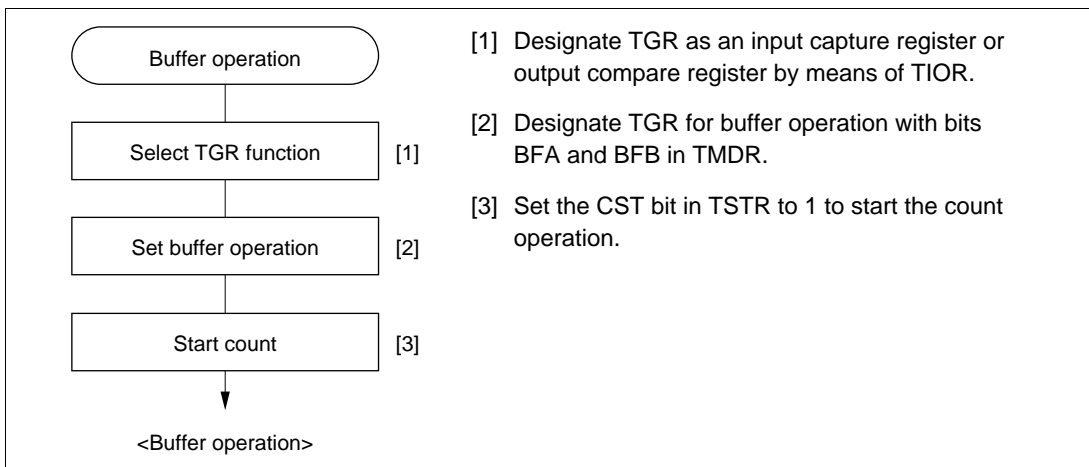 Buffer operation
Select TGR function [1]
Set buffer operation [2]
Start count [3]
<Buffer operation>
[1] Designate TGR as an input capture register or
output compare register by means of TIOR.
[2] Designate TGR for buffer operation with bits
BFA and BFB in TMDR.
[3] Set the CST bit in TSTR to 1 to start the count
operation.